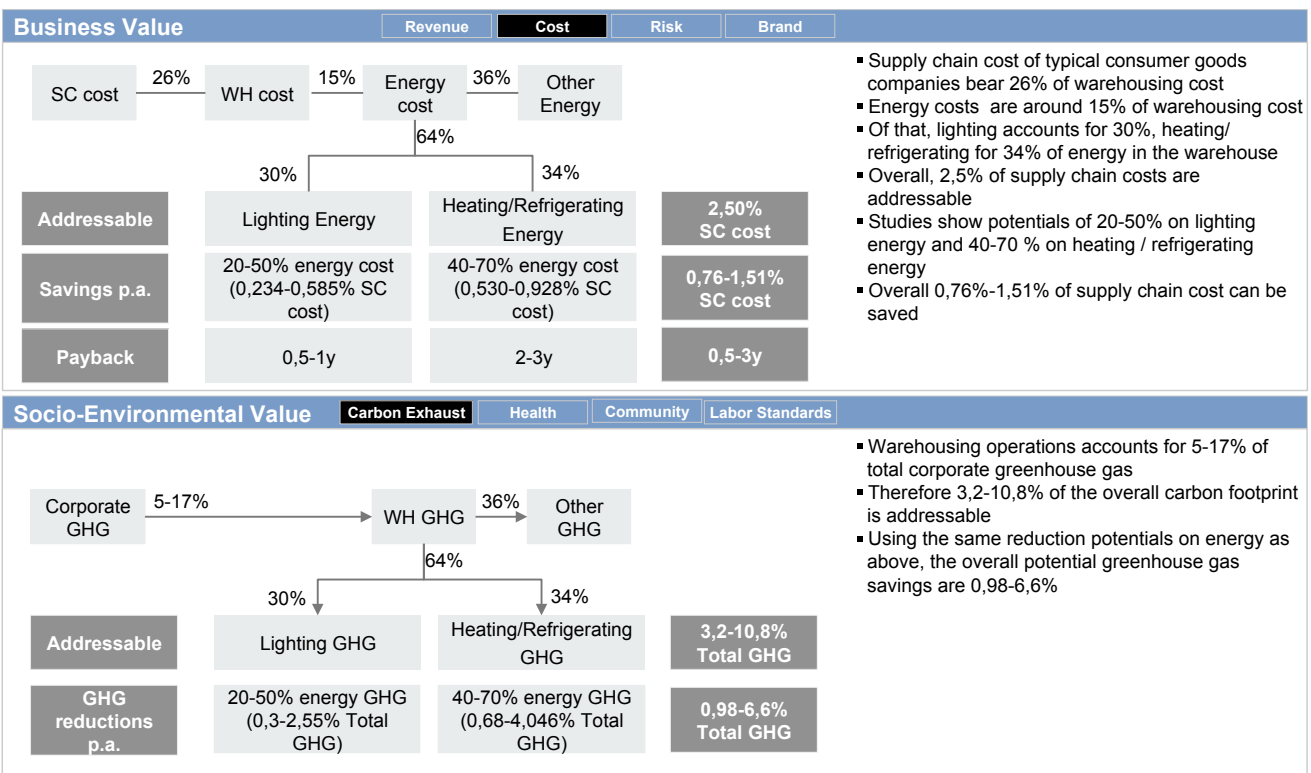 Business Value
Revenue
Cost
Risk
Brand
SC cost
26%
WH cost
15%
Energy
cost
36%
Other
Energy
64%
30%
34%
Addressable
Lighting Energy
Heating/Refrigerating
Energy
2,50%
SC cost
Savings p.a.
20-50% energy cost
(0,234-0,585% SC
cost)
40-70% energy cost
(0,530-0,928% SC
cost)
0,76-1,51%
SC cost
Payback
0,5-1y
2-3y
0,5-3y
▪ Supply chain cost of typical consumer goods
companies bear 26% of warehousing cost
▪ Energy costs  are around 15% of warehousing cost
▪ Of that, lighting accounts for 30%, heating/
refrigerating for 34% of energy in the warehouse
▪ Overall, 2,5% of supply chain costs are
addressable
▪ Studies show potentials of 20-50% on lighting
energy and 40-70 % on heating / refrigerating
energy
▪ Overall 0,76%-1,51% of supply chain cost can be
saved
Socio-Environmental Value
Carbon Exhaust
Health
Community
Labor Standards
Corporate
GHG
5-17%
WH GHG
36%
Other
GHG
64%
30%
34%
Addressable
Lighting GHG
Heating/Refrigerating
GHG
3,2-10,8%
Total GHG
GHG
reductions
p.a.
20-50% energy GHG
(0,3-2,55% Total
GHG)
40-70% energy GHG
(0,68-4,046% Total
GHG)
0,98-6,6%
Total GHG
▪ Warehousing operations accounts for 5-17% of
total corporate greenhouse gas
▪ Therefore 3,2-10,8% of the overall carbon footprint
is addressable
▪ Using the same reduction potentials on energy as
above, the overall potential greenhouse gas
savings are 0,98-6,6%